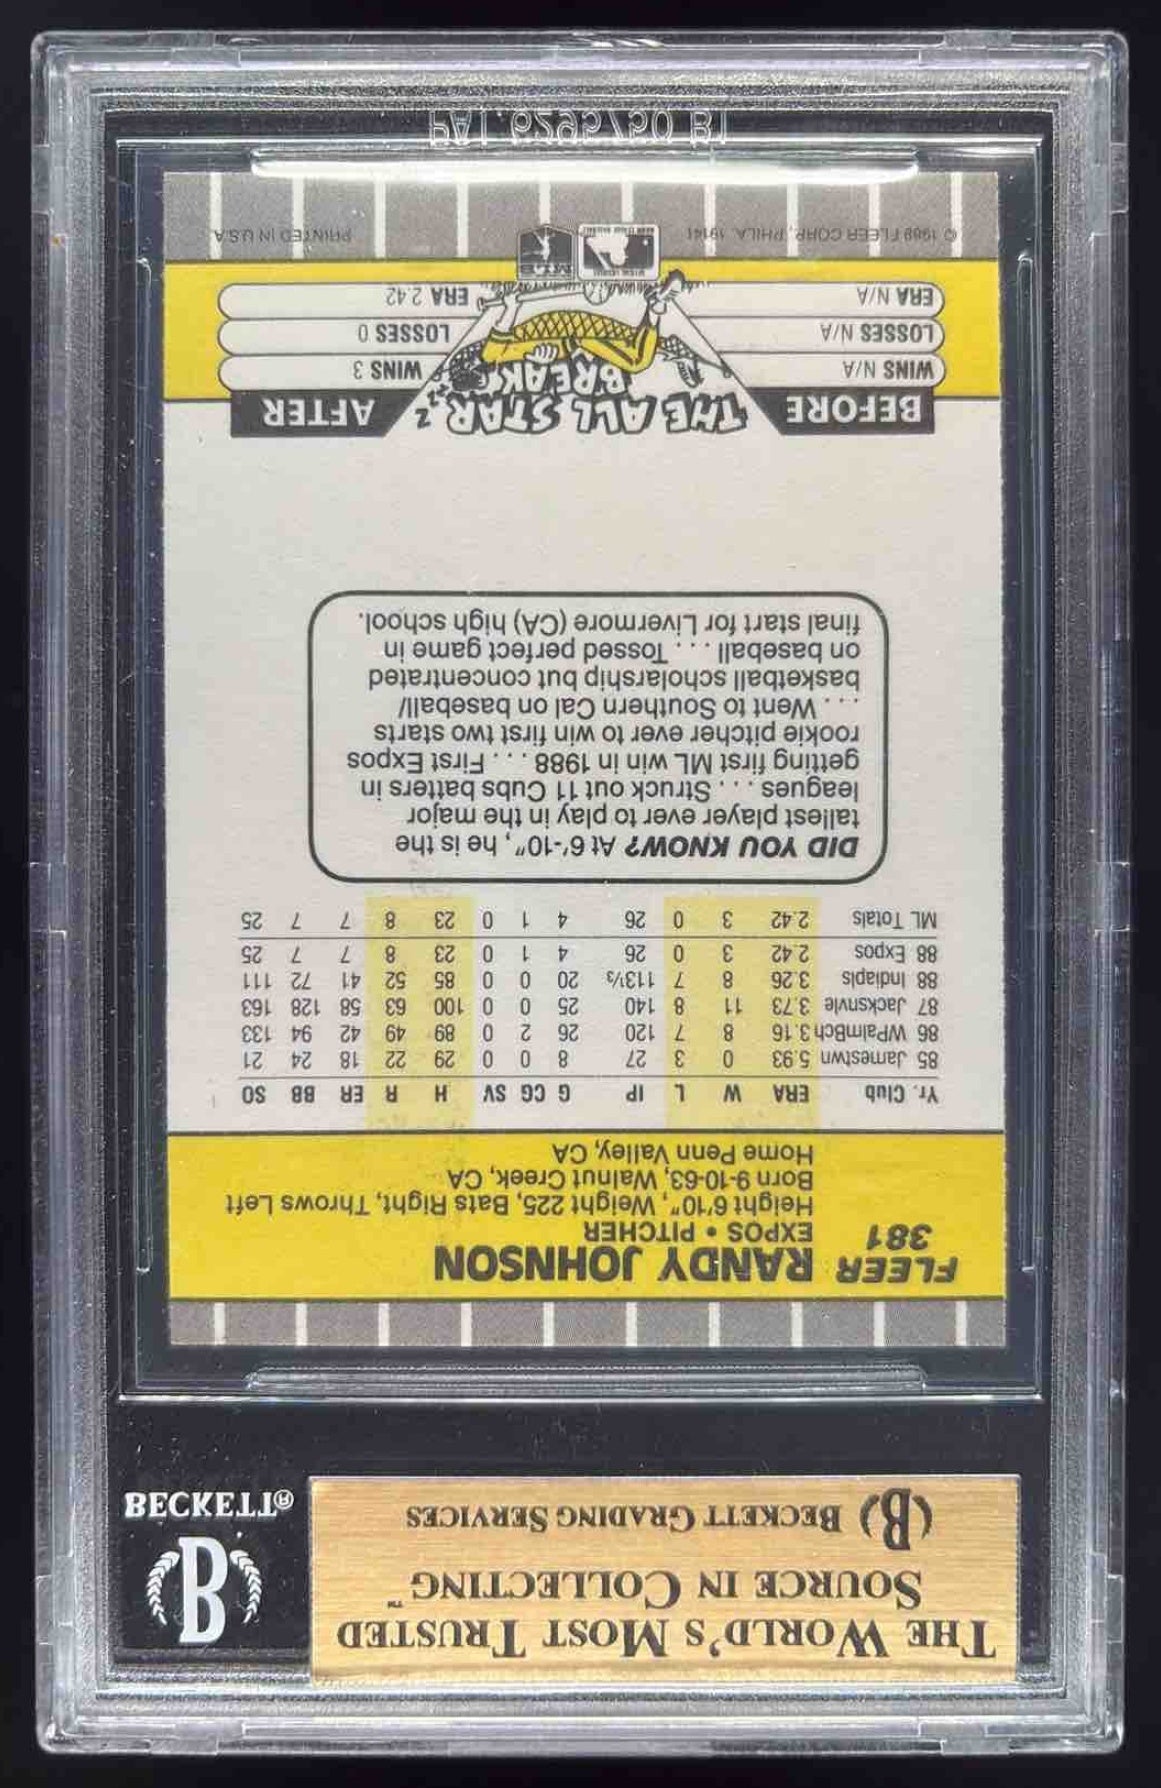 THE WORLD'S MOST TRUSTED
SOURCE IN COLLECTING™
(B) BECKETT GRADING SERVICES
B
BECKETT®
FLEER
381
RANDY JOHNSON
EXPOS • PITCHER
Height 6'10", Weight 225, Bats Right, Throws Left
Born 9-10-63, Walnut Creek, CA
Home Penn Valley, CA
Yr. Club ERA W L IP G CG SV H R ER BB SO
85 Jamestwn 5.93 0 3 27 8 0 0 29 22 18 24 21
86 WPalmBch 3.16 8 7 120 26 2 0 89 49 42 94 133
87 Jacksnvle 3.73 11 8 140 25 0 0 100 63 58 128 163
88 Indiapls 3.26 8 7 113⅓ 20 0 0 85 52 41 72 111
88 Expos 2.42 3 0 26 4 1 0 23 8 7 7 25
ML Totals 2.42 3 0 26 4 1 0 23 8 7 7 25
DID YOU KNOW? At 6'-10", he is the
tallest player ever to play in the major
leagues . . . Struck out 11 Cubs batters in
getting first ML win in 1988 . . . First Expos
rookie pitcher ever to win first two starts
. . . Went to Southern Cal on baseball/
basketball scholarship but concentrated
on baseball . . . Tossed perfect game in
final start for Livermore (CA) high school.
BEFORE THE ALL STAR BREAK AFTER
zzz
WINS N/A WINS 3
LOSSES N/A LOSSES 0
ERA N/A ERA 2.42
© 1989 FLEER CORP., PHILA. 19141 PRINTED IN U.S.A.
MLB
PAT. 6295750 B1